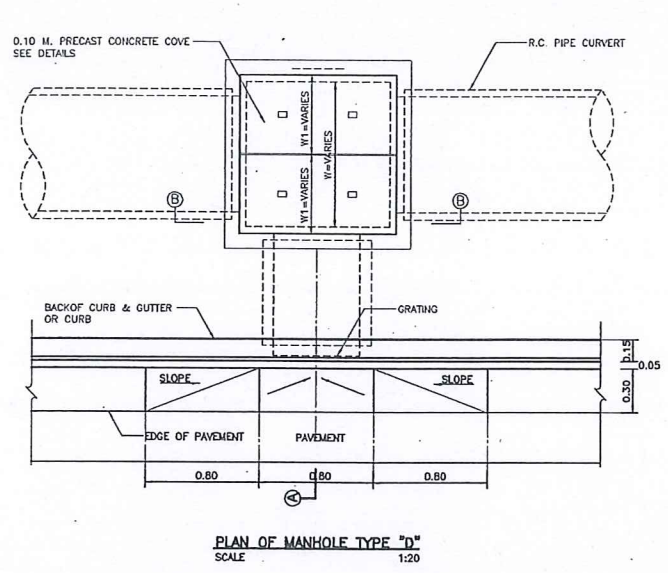 0.10 M. PRECAST CONCRETE COVE
SEE DETAILS
R.C. PIPE CURVERT
W1=VARIES
W=VARIES
W1=VARIES
B
B
BACKOF CURB & GUTTER
OR CURB
GRATING
0.15
0.05
0.30
SLOPE
SLOPE
EDGE OF PAVEMENT
PAVEMENT
0.80
0.80
0.80
A
PLAN OF MANHOLE TYPE "D"
SCALE 1:20